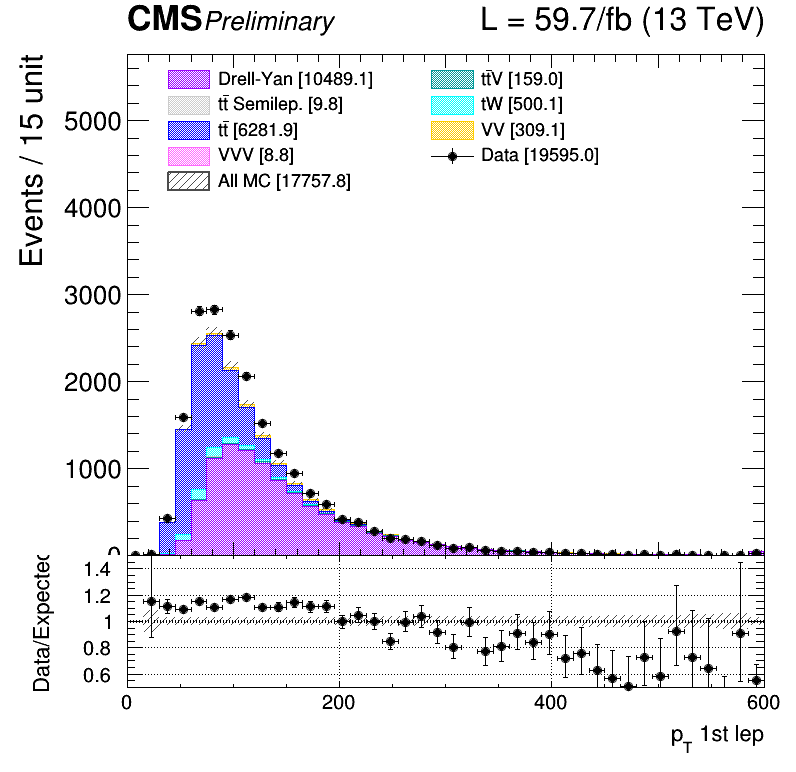 CMS Preliminary L = 59.7/fb (13 TeV)
Events / 15 unit
Drell-Yan [10489.1]
tt̄ Semilep. [9.8]
tt̄ [6281.9]
VVV [8.8]
All MC [17757.8]
tt̄V [159.0]
tW [500.1]
VV [309.1]
Data [19595.0]
5000
4000
3000
2000
1000
0
Data/Expected
1.4
1.2
1
0.8
0.6
0 200 400 600
p_T 1st lep